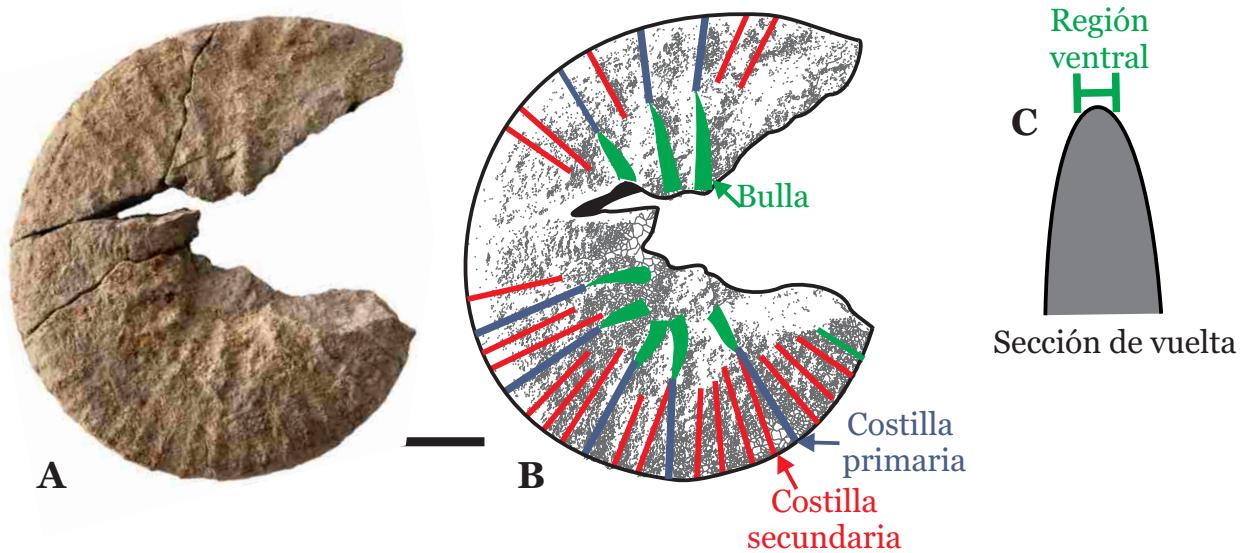 A
B
Bulla
Costilla
primaria
Costilla
secundaria
Región
ventral
C
Sección de vuelta